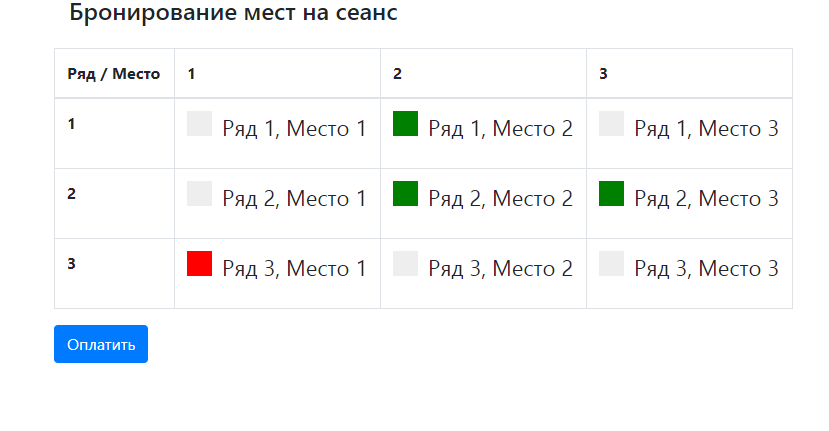 Бронирование мест на сеанс
Ряд / Место 1 2 3
1 Ряд 1, Место 1 Ряд 1, Место 2 Ряд 1, Место 3
2 Ряд 2, Место 1 Ряд 2, Место 2 Ряд 2, Место 3
3 Ряд 3, Место 1 Ряд 3, Место 2 Ряд 3, Место 3
Оплатить